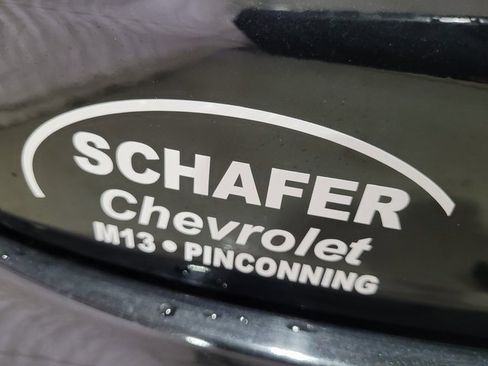 SCHAFER
Chevrolet
M13 • PINCONNING